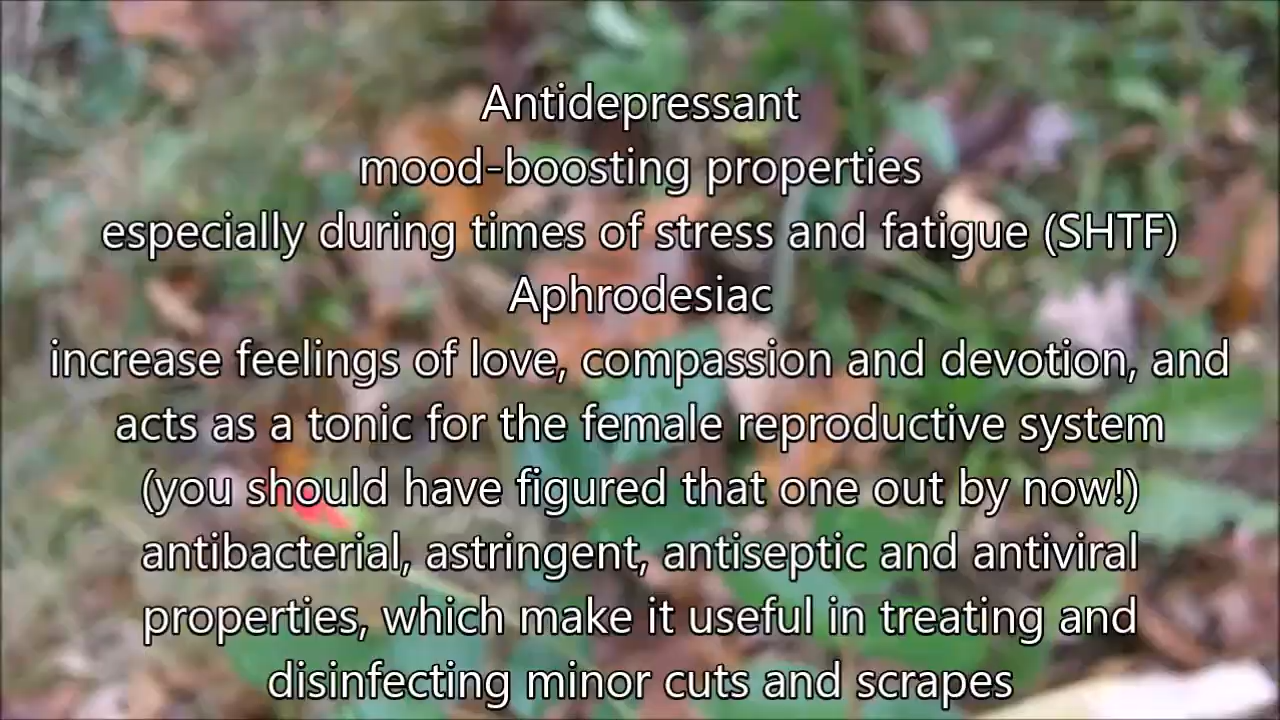 Antidepressant
mood-boosting properties
especially during times of stress and fatigue (SHTF)
Aphrodesiac
increase feelings of love, compassion and devotion, and
acts as a tonic for the female reproductive system
(you should have figured that one out by now!)
antibacterial, astringent, antiseptic and antiviral
properties, which make it useful in treating and
disinfecting minor cuts and scrapes